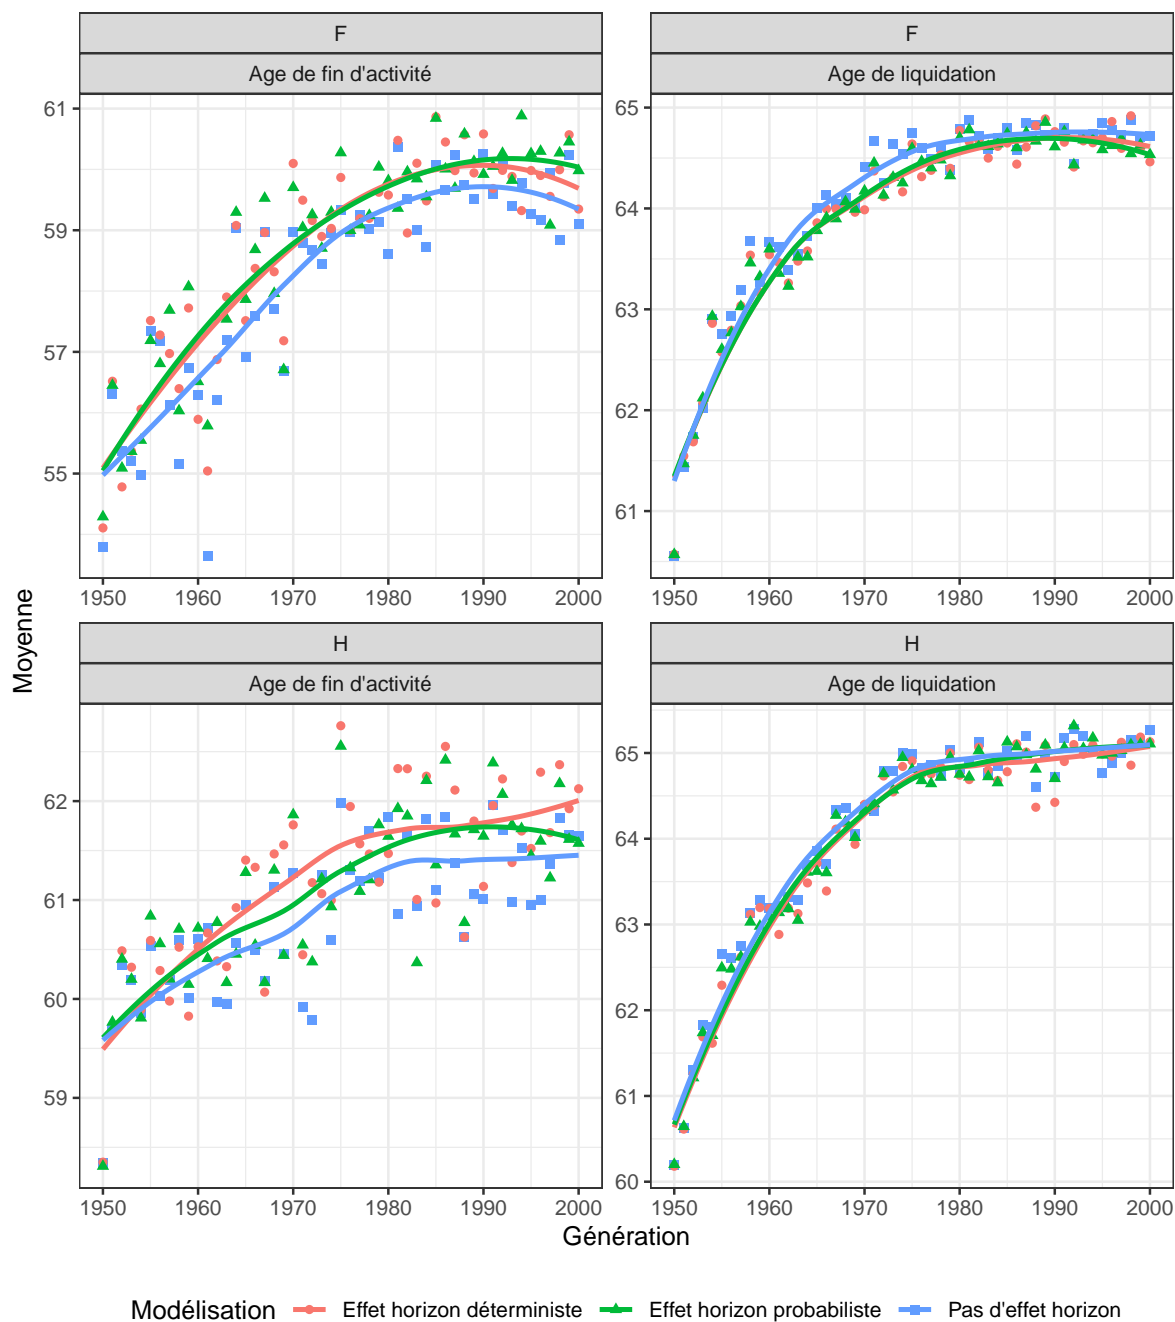 F
Age de fin d'activité
61
59
57
55
1950 1960 1970 1980 1990 2000
F
Age de liquidation
65
64
63
62
61
1950 1960 1970 1980 1990 2000
Moyenne
H
Age de fin d'activité
62
61
60
59
1950 1960 1970 1980 1990 2000
H
Age de liquidation
65
64
63
62
61
60
1950 1960 1970 1980 1990 2000
Génération
Modélisation Effet horizon déterministe Effet horizon probabiliste Pas d'effet horizon